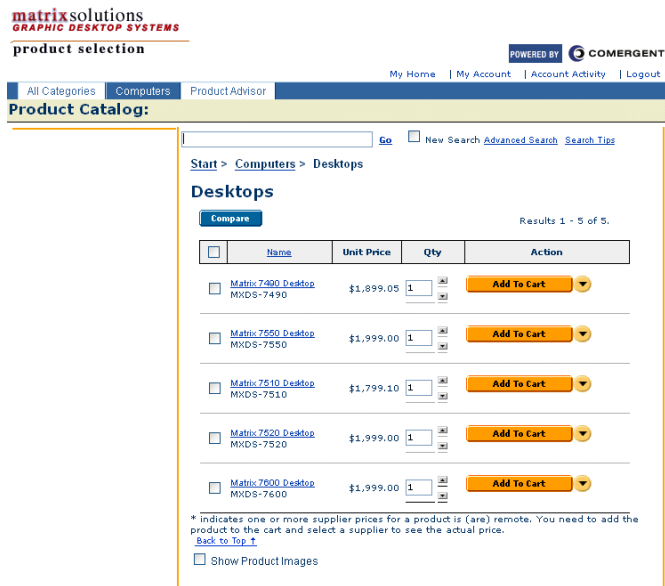 matrixsolutions
GRAPHIC DESKTOP SYSTEMS
product selection
POWERED BY COMERGENT
My Home | My Account | Account Activity | Logout
All Categories Computers Product Advisor
Product Catalog:
Go New Search Advanced Search Search Tips
Start > Computers > Desktops
Desktops
Compare
Results 1 - 5 of 5.
Name Unit Price Qty Action
Matrix 7490 Desktop
MXDS-7490
$1,899.05 1 Add To Cart
Matrix 7550 Desktop
MXDS-7550
$1,999.00 1 Add To Cart
Matrix 7510 Desktop
MXDS-7510
$1,799.10 1 Add To Cart
Matrix 7520 Desktop
MXDS-7520
$1,999.00 1 Add To Cart
Matrix 7600 Desktop
MXDS-7600
$1,999.00 1 Add To Cart
* indicates one or more supplier prices for a product is (are) remote. You need to add the
product to the cart and select a supplier to see the actual price.
Back to Top ↑
Show Product Images